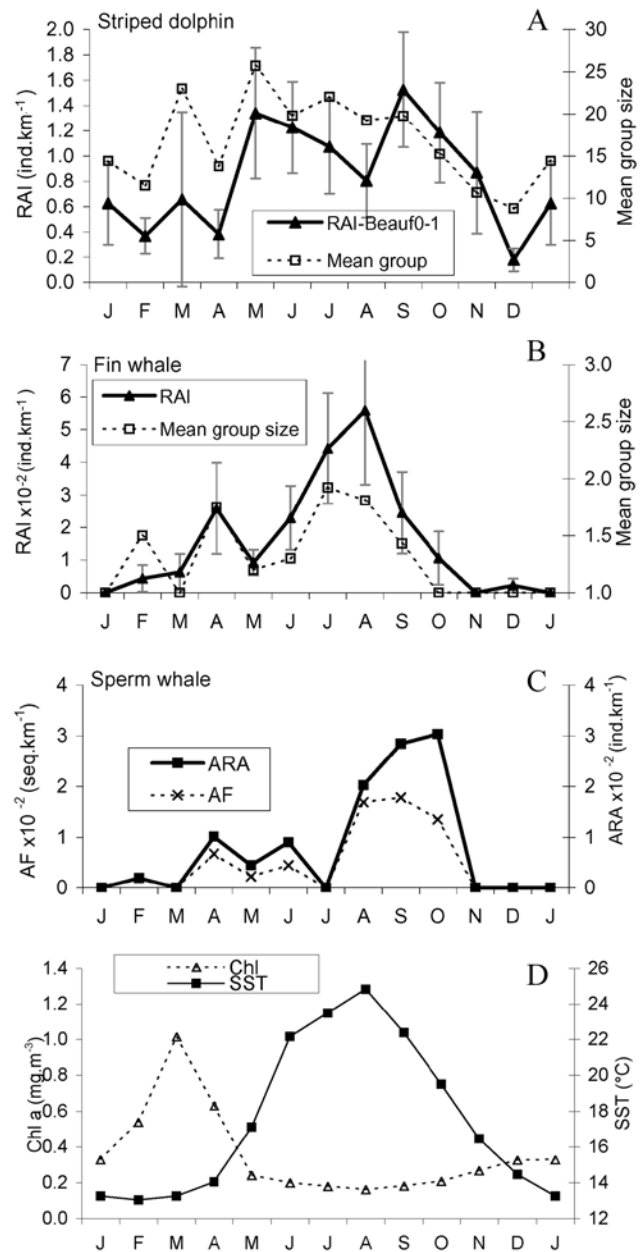 Striped dolphin
A
2.0
1.8
1.6
1.4
1.2
1.0
0.8
0.6
0.4
0.2
0.0
RAI (ind.km-1)
30
25
20
15
10
5
0
Mean group size
RAI-Beauf0-1
Mean group
J F M A M J J A S O N D
Fin whale
B
7
6
5
4
3
2
1
0
RAI x10-2 (ind.km-1)
3.0
2.5
2.0
1.5
1.0
Mean group size
RAI
Mean group size
J F M A M J J A S O N D J
Sperm whale
C
4
3
2
1
0
AF x10 -2 (seq.km-1)
4
3
2
1
0
ARA x10 -2 (ind.km-1)
ARA
AF
J F M A M J J A S O N D J
Chl
SST
D
1.4
1.2
1.0
0.8
0.6
0.4
0.2
0.0
Chl a (mg.m-3)
26
24
22
20
18
16
14
12
SST (°C)
J F M A M J J A S O N D J